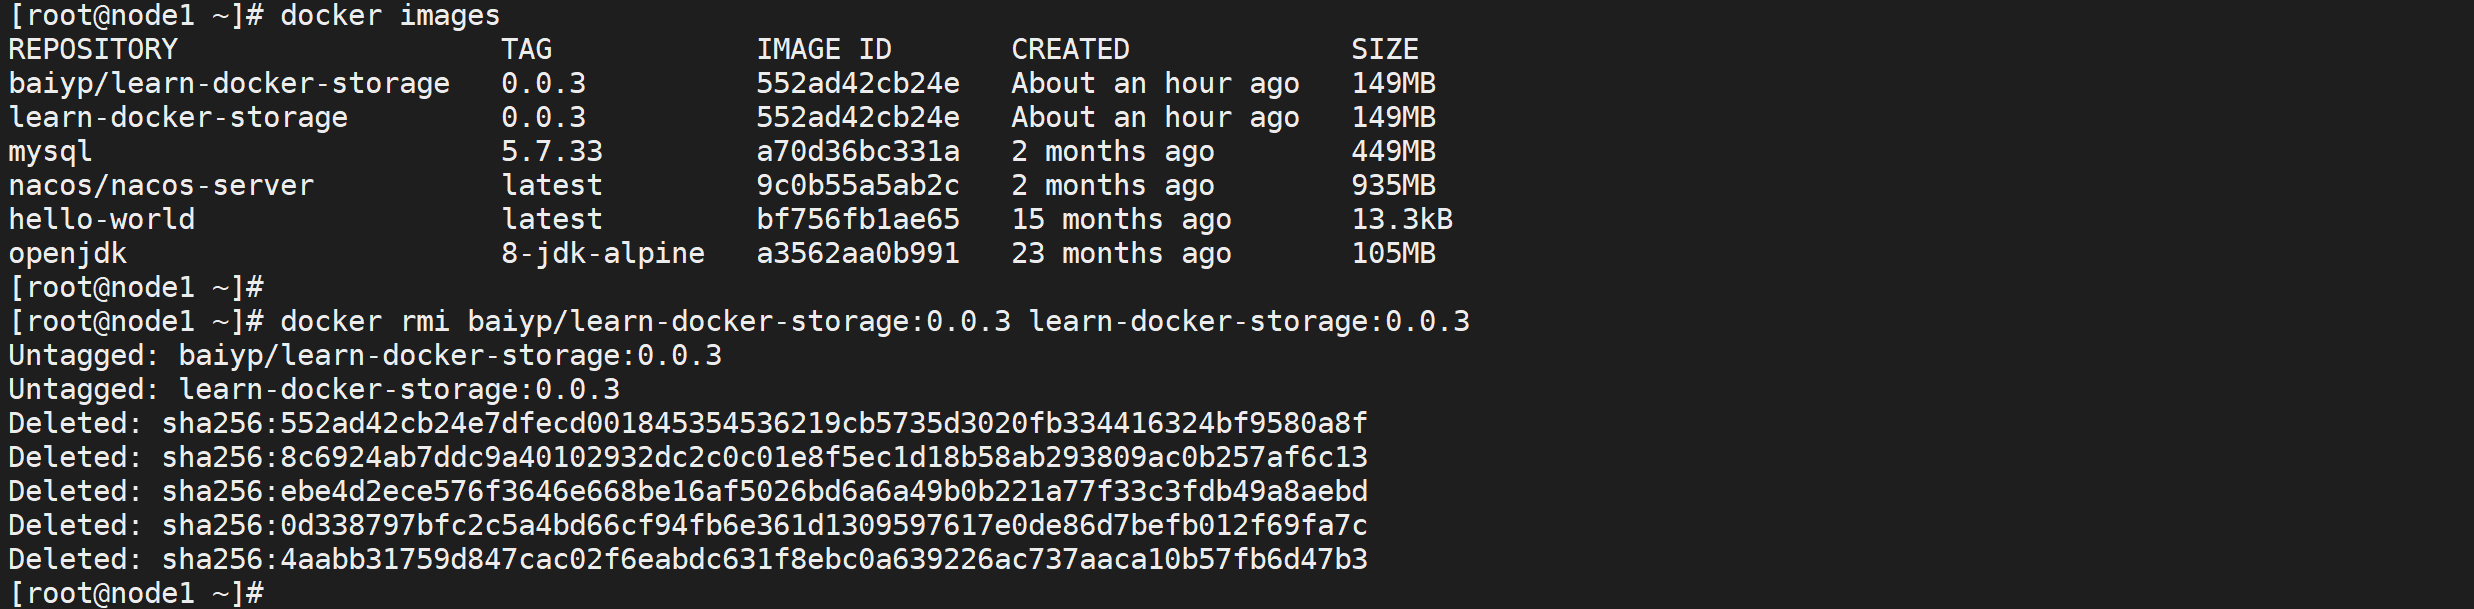 [root@node1 ~]# docker images
REPOSITORY                   TAG            IMAGE ID       CREATED             SIZE
baiyp/learn-docker-storage   0.0.3          552ad42cb24e   About an hour ago   149MB
learn-docker-storage         0.0.3          552ad42cb24e   About an hour ago   149MB
mysql                        5.7.33         a70d36bc331a   2 months ago        449MB
nacos/nacos-server           latest         9c0b55a5ab2c   2 months ago        935MB
hello-world                  latest         bf756fb1ae65   15 months ago       13.3kB
openjdk                      8-jdk-alpine   a3562aa0b991   23 months ago       105MB
[root@node1 ~]#
[root@node1 ~]# docker rmi baiyp/learn-docker-storage:0.0.3 learn-docker-storage:0.0.3
Untagged: baiyp/learn-docker-storage:0.0.3
Untagged: learn-docker-storage:0.0.3
Deleted: sha256:552ad42cb24e7dfecd001845354536219cb5735d3020fb334416324bf9580a8f
Deleted: sha256:8c6924ab7ddc9a40102932dc2c0c01e8f5ec1d18b58ab293809ac0b257af6c13
Deleted: sha256:ebe4d2ece576f3646e668be16af5026bd6a6a49b0b221a77f33c3fdb49a8aebd
Deleted: sha256:0d338797bfc2c5a4bd66cf94fb6e361d1309597617e0de86d7befb012f69fa7c
Deleted: sha256:4aabb31759d847cac02f6eabdc631f8ebc0a639226ac737aaca10b57fb6d47b3
[root@node1 ~]#